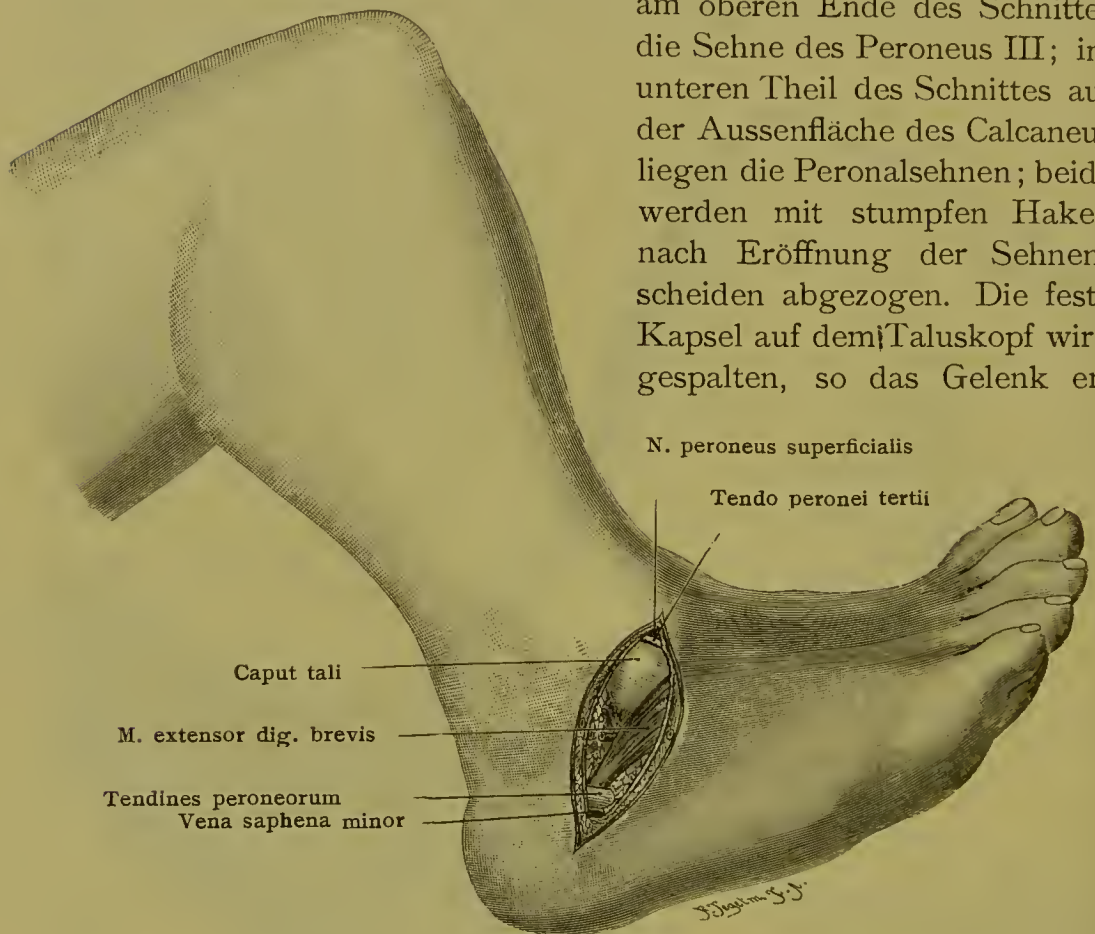 am oberen Ende des Schnitte
die Sehne des Peroneus III; in
unteren Theil des Schnittes au
der Aussenfläche des Calcaneu
liegen die Peronalsehnen; beid
werden mit stumpfen Hake
nach Eröffnung der Sehnen
scheiden abgezogen. Die fest
Kapsel auf dem Taluskopf wir
gespalten, so das Gelenk er
N. peroneus superficialis
Tendo peronei tertii
Caput tali
M. extensor dig. brevis
Tendines peroneorum
Vena saphena minor